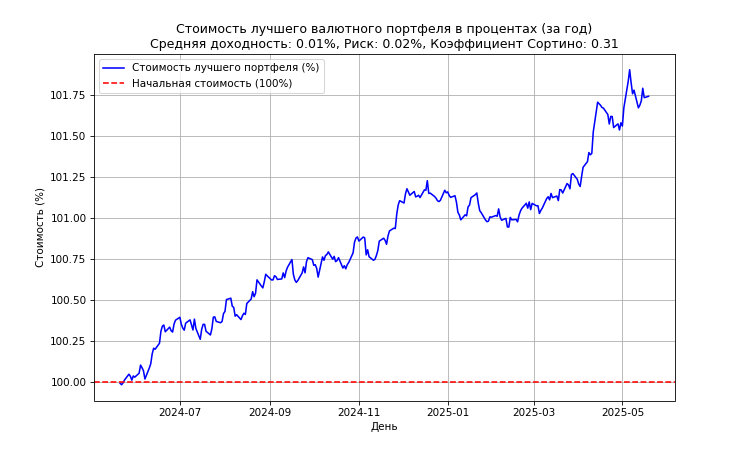 Стоимость лучшего валютного портфеля в процентах (за год)
Средняя доходность: 0.01%, Риск: 0.02%, Коэффициент Сортино: 0.31
Стоимость лучшего портфеля (%)
Начальная стоимость (100%)
Стоимость (%)
101.75
101.50
101.25
101.00
100.75
100.50
100.25
100.00
2024-07 2024-09 2024-11 2025-01 2025-03 2025-05
День